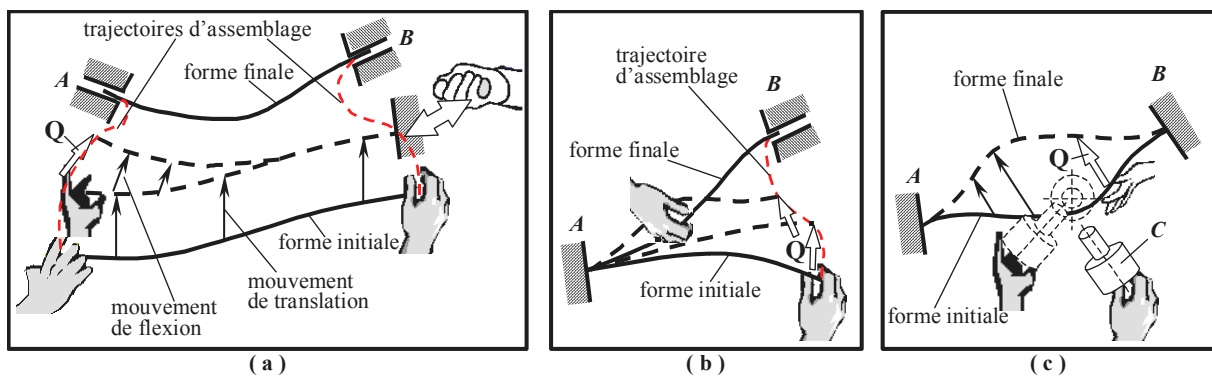 trajectoires d'assemblage
A
B
forme finale
Q
forme initiale
mouvement
de translation
mouvement
de flexion
( a )
trajectoire
d'assemblage
B
forme finale
A
Q
forme initiale
( b )
forme finale
B
A
Q
C
forme initiale
( c )